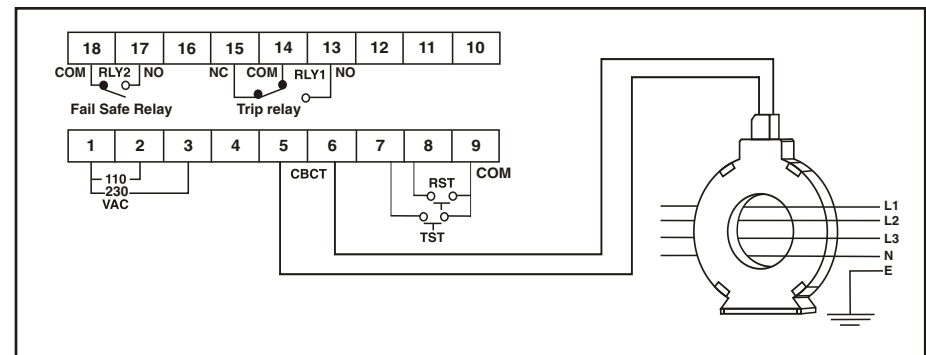 18 17 16 15 14 13 12 11 10
COM RLY2 NO NC COM RLY1 NO
Fail Safe Relay Trip relay
1 2 3 4 5 6 7 8 9
CBCT COM
110
230
VAC
RST
TST
L1
L2
L3
N
E